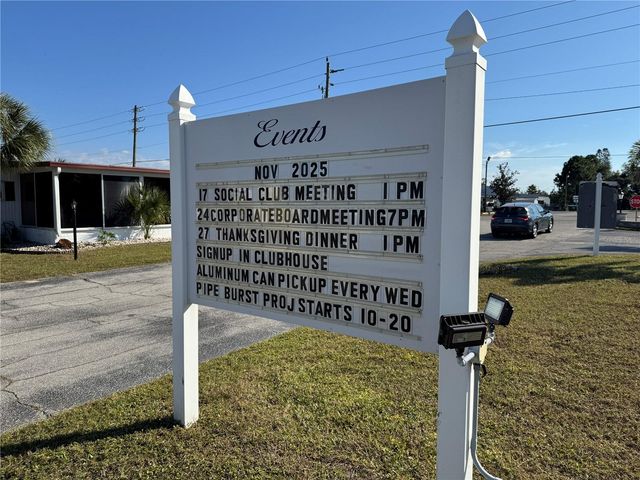 Events
NOV 2025
17 SOCIAL CLUB MEETING 1 PM
24CORPORATEBOARDMEETING7PM
27 THANKSGIVING DINNER 1 PM
SIGNUP IN CLUBHOUSE
ALUMINUM CAN PICKUP EVERY WED
PIPE BURST PROJ STARTS 10-20